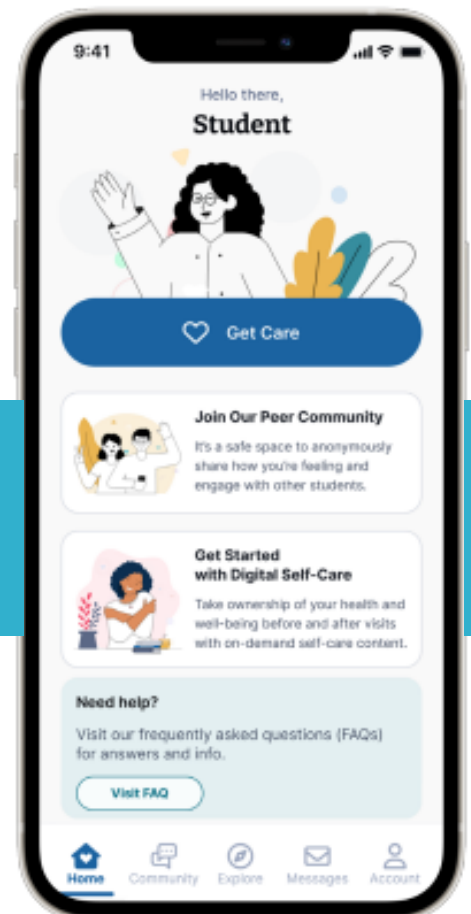 9:41
Hello there,
Student
Get Care
Join Our Peer Community
It's a safe space to anonymously
share how you're feeling and
engage with other students.
Get Started
with Digital Self-Care
Take ownership of your health and
well-being before and after visits
with on-demand self-care content.
Need help?
Visit our frequently asked questions (FAQs)
for answers and info.
Visit FAQ
Home Community Explore Messages Account